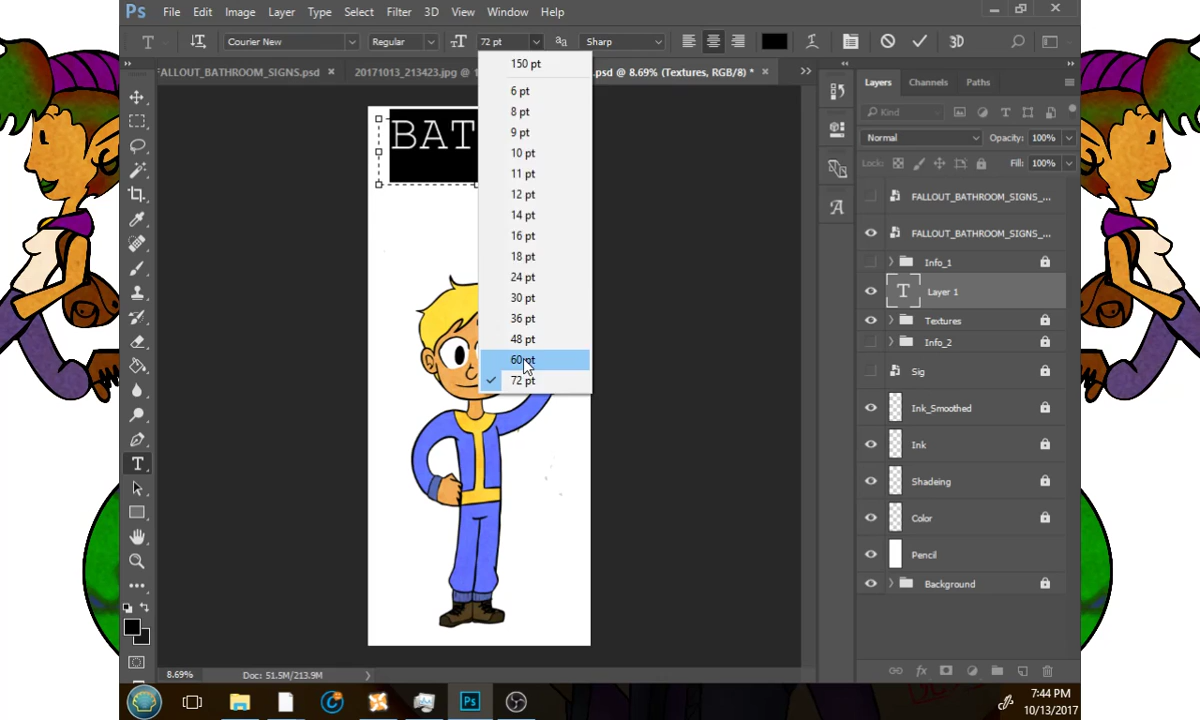 Ps File Edit Image Layer Type Select Filter 3D View Window Help
T Courier New Regular 72 pt Sharp 3D
FALLOUT_BATHROOM_SIGNS.psd × 20171013_213423.jpg @ .psd @ 8.69% (Textures, RGB/8) * ×
150 pt
6 pt
8 pt
9 pt
10 pt
11 pt
12 pt
14 pt
16 pt
18 pt
24 pt
30 pt
36 pt
48 pt
60 pt
72 pt
BAT
Layers Channels Paths
Kind
Normal Opacity: 100%
Lock: Fill: 100%
FALLOUT_BATHROOM_SIGNS_...
FALLOUT_BATHROOM_SIGNS_...
Info_1
T Layer 1
Textures
Info_2
Sig
Ink_Smoothed
Ink
Shadeing
Color
Pencil
Background
8.69% Doc: 51.5M/213.9M
Ps
7:44 PM
10/13/2017